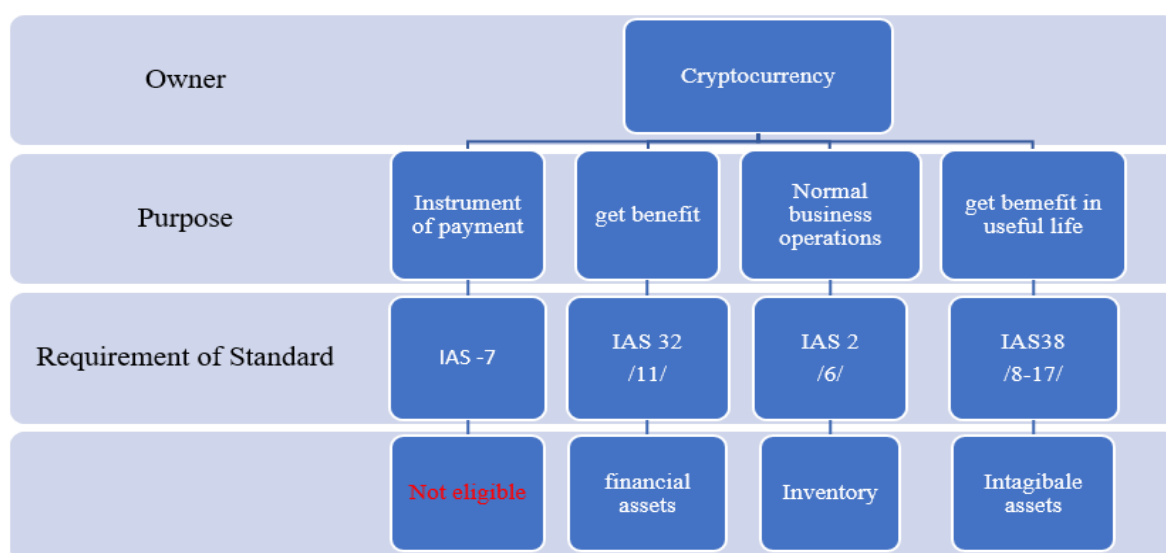 Owner
Cryptocurrency
Purpose
Instrument
of payment
get benefit
Normal
business
operations
get bemefit in
useful life
Requirement of Standard
IAS -7
IAS 32
/11/
IAS 2
/6/
IAS38
/8-17/
Not eligible
financial
assets
Inventory
Intagibale
assets